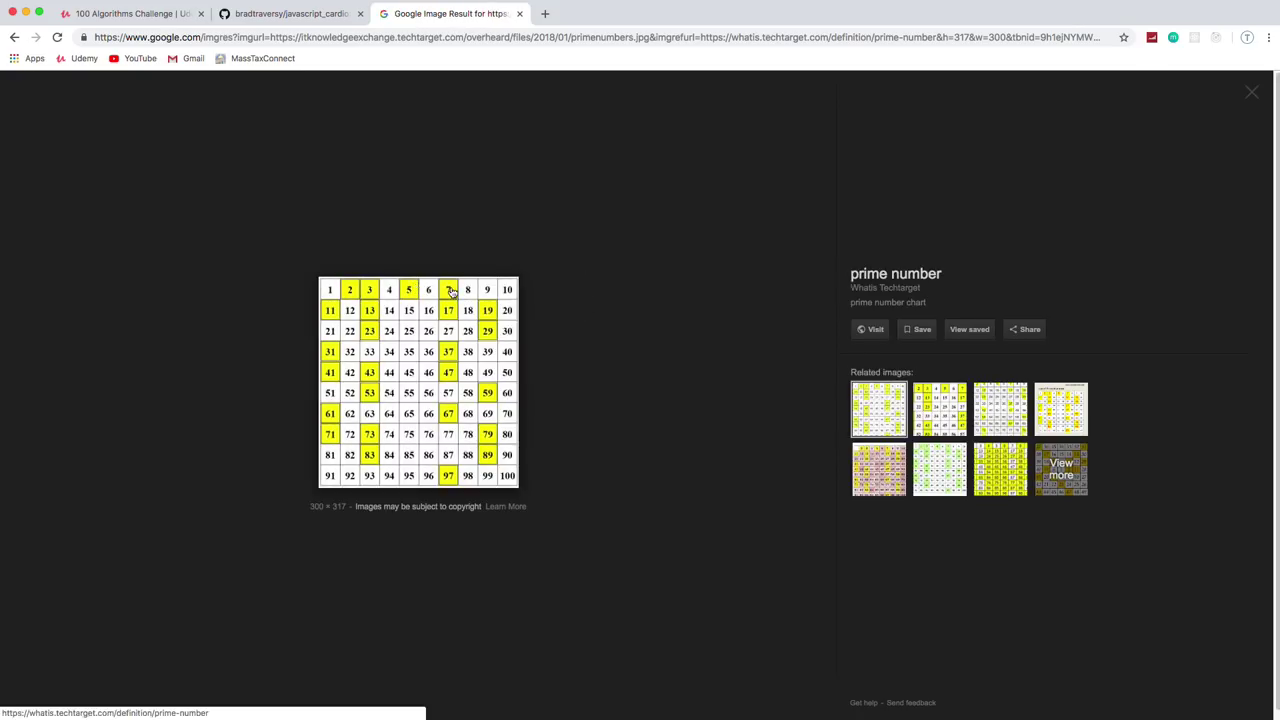 100 Algorithms Challenge | Ud
bradtraversy/javascript_cardio
Google Image Result for https:
https://www.google.com/imgres?imgurl=https://itknowledgeexchange.techtarget.com/overheard/files/2018/01/primenumbers.jpg&imgrefurl=https://whatis.techtarget.com/definition/prime-number&h=317&w=300&tbnid=9h1ejNYMW...
T
Apps Udemy YouTube Gmail MassTaxConnect
1 2 3 4 5 6 7 8 9 10
11 12 13 14 15 16 17 18 19 20
21 22 23 24 25 26 27 28 29 30
31 32 33 34 35 36 37 38 39 40
41 42 43 44 45 46 47 48 49 50
51 52 53 54 55 56 57 58 59 60
61 62 63 64 65 66 67 68 69 70
71 72 73 74 75 76 77 78 79 80
81 82 83 84 85 86 87 88 89 90
91 92 93 94 95 96 97 98 99 100
300 × 317 - Images may be subject to copyright Learn More
prime number
Whatis Techtarget
prime number chart
Visit Save View saved Share
Related images:
View
more
Get help - Send feedback
https://whatis.techtarget.com/definition/prime-number